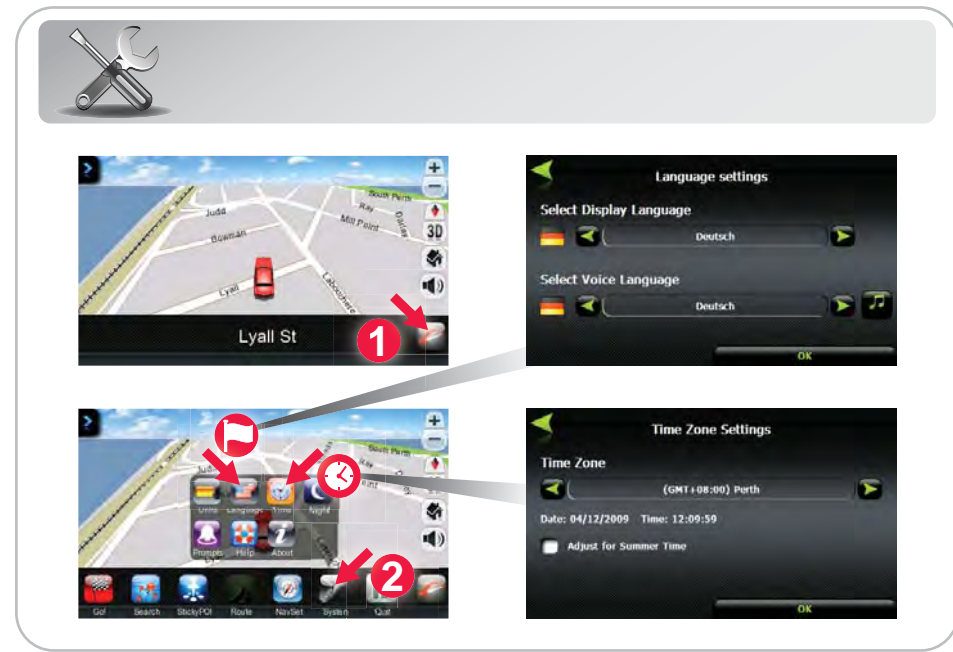 South Perth
Judd
Ray
Mill Point
Darley
Bowman
3D
Lyall
Labouchere
1
Lyall St
Language settings
Select Display Language
Deutsch
Select Voice Language
Deutsch
OK
South Perth
Units
Language
Time
Night
Prompts
Help
About
2
Go!
Search
StickyPOI
Route
NavSet
System
Quit
Time Zone Settings
Time Zone
(GMT+08:00) Perth
Date: 04/12/2009 Time: 12:09:59
Adjust for Summer Time
OK